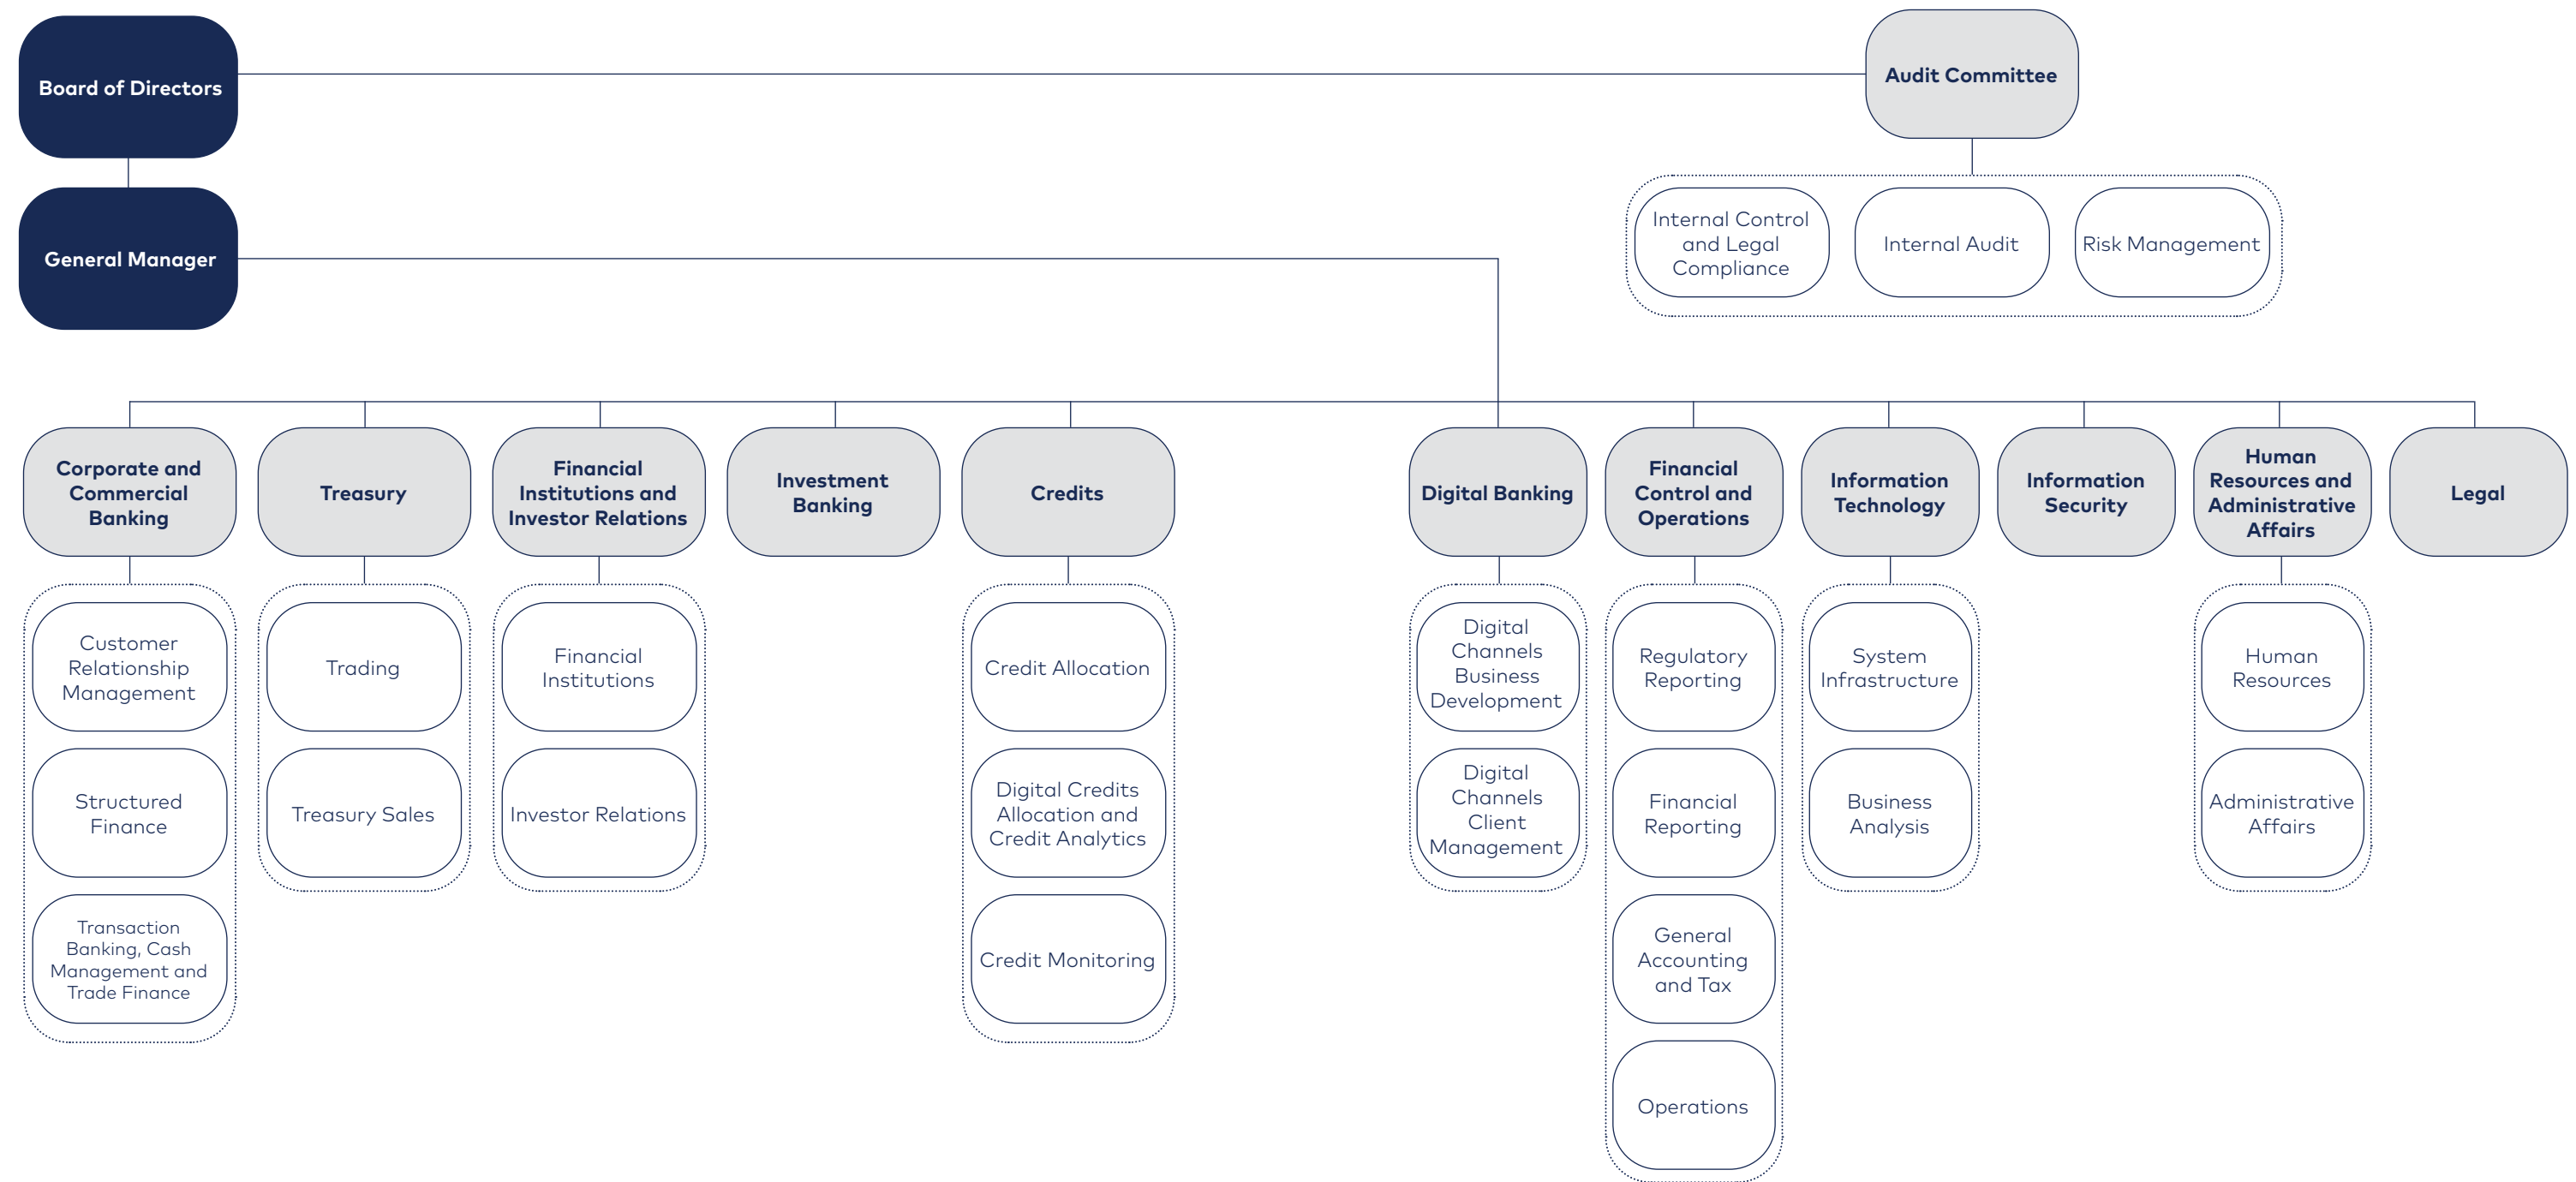 Board of Directors
Audit Committee
General Manager
Internal Control
and Legal
Compliance
Internal Audit
Risk Management
Corporate and
Commercial
Banking
Treasury
Financial
Institutions and
Investor Relations
Investment
Banking
Credits
Digital Banking
Financial
Control and
Operations
Information
Technology
Information
Security
Human
Resources and
Administrative
Affairs
Legal
Customer
Relationship
Management
Structured
Finance
Transaction
Banking, Cash
Management and
Trade Finance
Trading
Treasury Sales
Financial
Institutions
Investor Relations
Credit Allocation
Digital Credits
Allocation and
Credit Analytics
Credit Monitoring
Digital
Channels
Business
Development
Digital
Channels
Client
Management
Regulatory
Reporting
Financial
Reporting
General
Accounting
and Tax
Operations
System
Infrastructure
Business
Analysis
Human
Resources
Administrative
Affairs